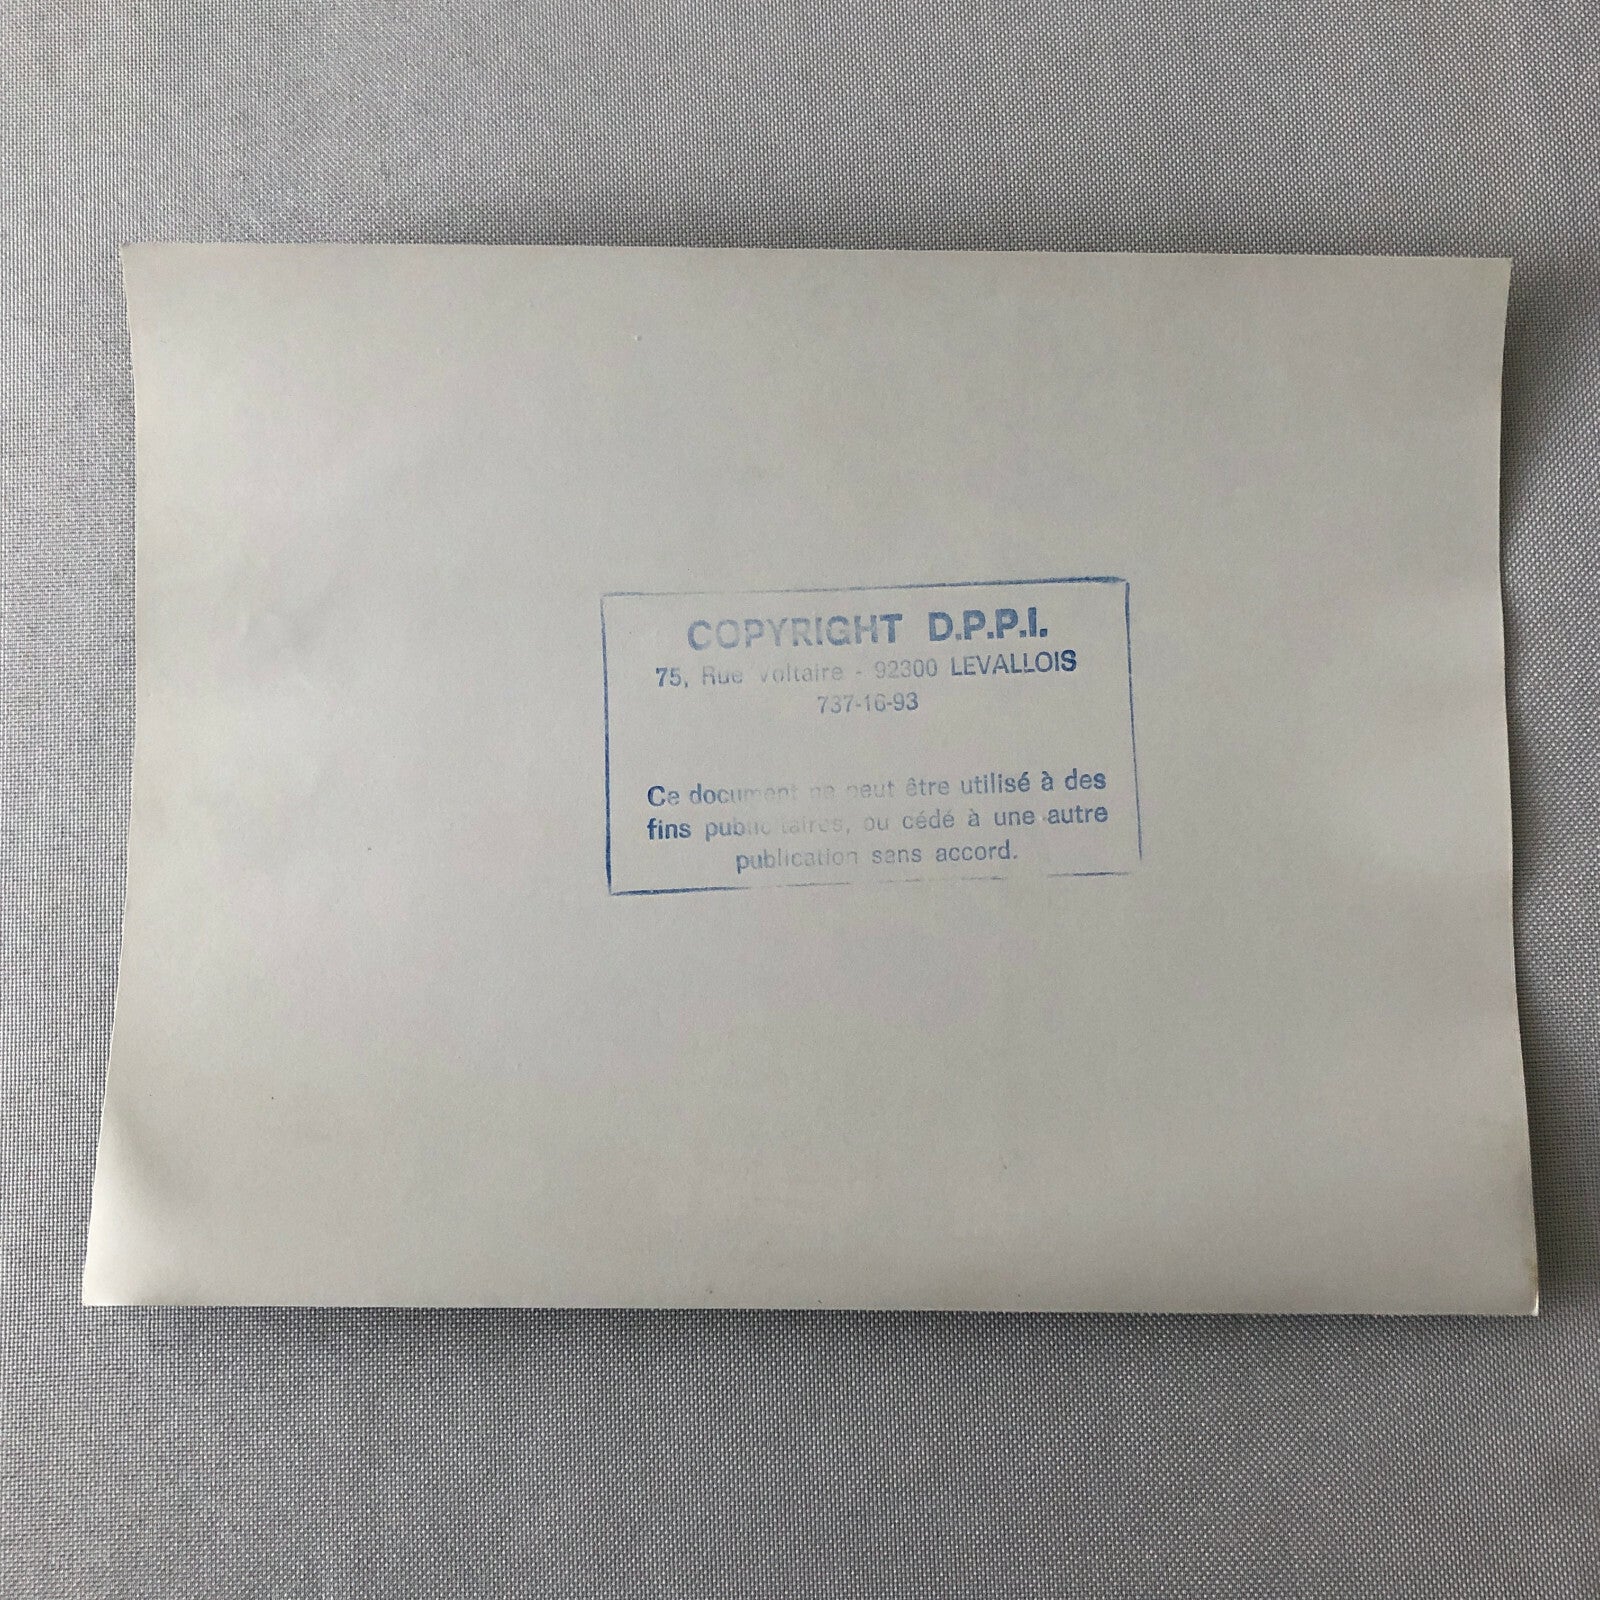 COPYRIGHT D.P.P.I.
75, Rue Voltaire - 92300 LEVALLOIS
737-16-93
Ce document ne peut être utilisé à des
fins publicitaires, ou cédé à une autre
publication sans accord.